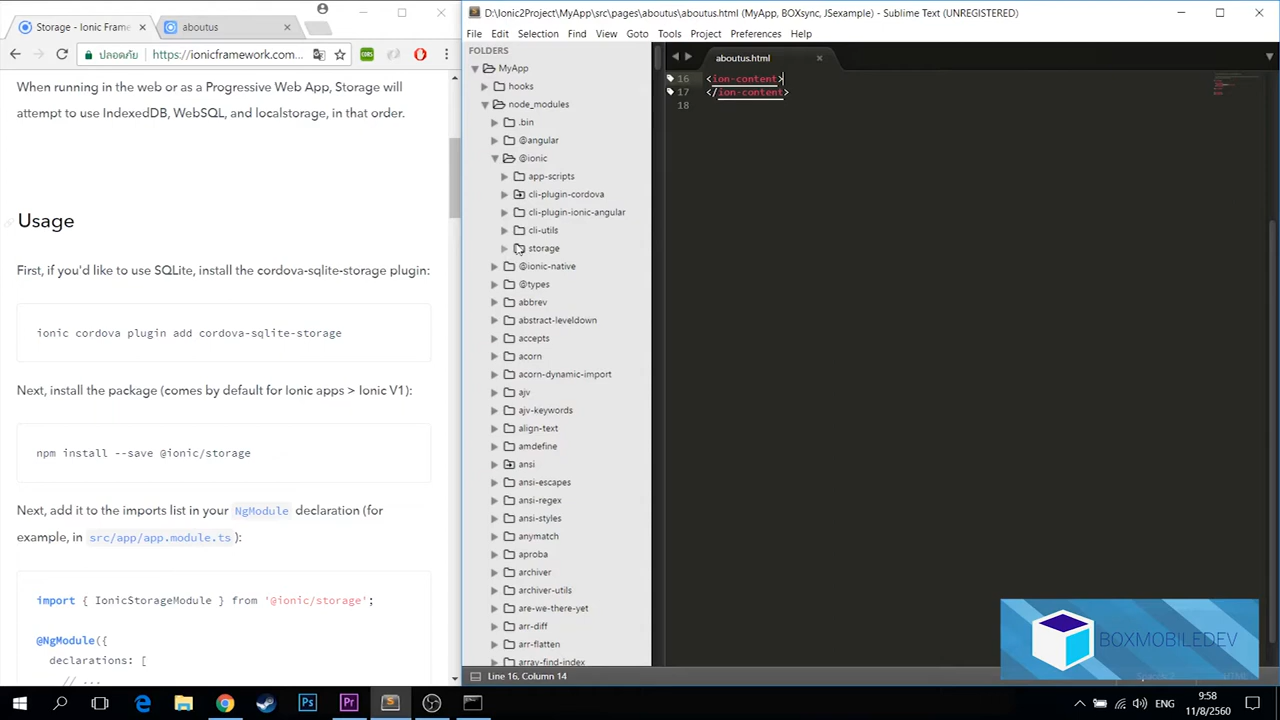 Storage - Ionic Frame
aboutus
ปลอดภัย
https://ionicframework.com...
When running in the web or as a Progressive Web App, Storage will
attempt to use IndexedDB, WebSQL, and localstorage, in that order.
Usage
First, if you'd like to use SQLite, install the cordova-sqlite-storage plugin:
ionic cordova plugin add cordova-sqlite-storage
Next, install the package (comes by default for Ionic apps > Ionic V1):
npm install --save @ionic/storage
Next, add it to the imports list in your NgModule declaration (for
example, in src/app/app.module.ts):
import { IonicStorageModule } from '@ionic/storage';
@NgModule({
declarations: [
// ...
D:\Ionic2Project\MyApp\src\pages\aboutus\aboutus.html (MyApp, BOXsync, JSexample) - Sublime Text (UNREGISTERED)
File Edit Selection Find View Goto Tools Project Preferences Help
FOLDERS
MyApp
hooks
node_modules
.bin
@angular
@ionic
app-scripts
cli-plugin-cordova
cli-plugin-ionic-angular
cli-utils
storage
@ionic-native
@types
abbrev
abstract-leveldown
accepts
acorn
acorn-dynamic-import
ajv
ajv-keywords
align-text
amdefine
ansi
ansi-escapes
ansi-regex
ansi-styles
anymatch
aproba
archiver
archiver-utils
are-we-there-yet
arr-diff
arr-flatten
array-find-index
aboutus.html
16 <ion-content>
17 </ion-content>
18
BOXMOBILEDEV
Line 16, Column 14
ENG
9:58
11/8/2560